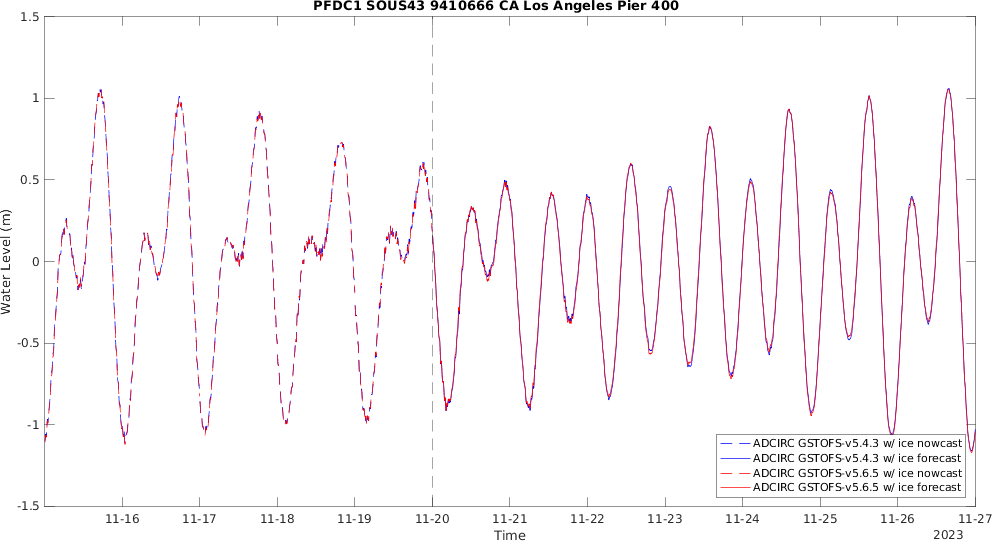 PFDC1 SOUS43 9410666 CA Los Angeles Pier 400
1.5
1
0.5
0
-0.5
-1
-1.5
Water Level (m)
11-16
11-17
11-18
11-19
11-20
11-21
11-22
11-23
11-24
11-25
11-26
11-27
Time
2023
ADCIRC GSTOFS-v5.4.3 w/ ice nowcast
ADCIRC GSTOFS-v5.4.3 w/ ice forecast
ADCIRC GSTOFS-v5.6.5 w/ ice nowcast
ADCIRC GSTOFS-v5.6.5 w/ ice forecast